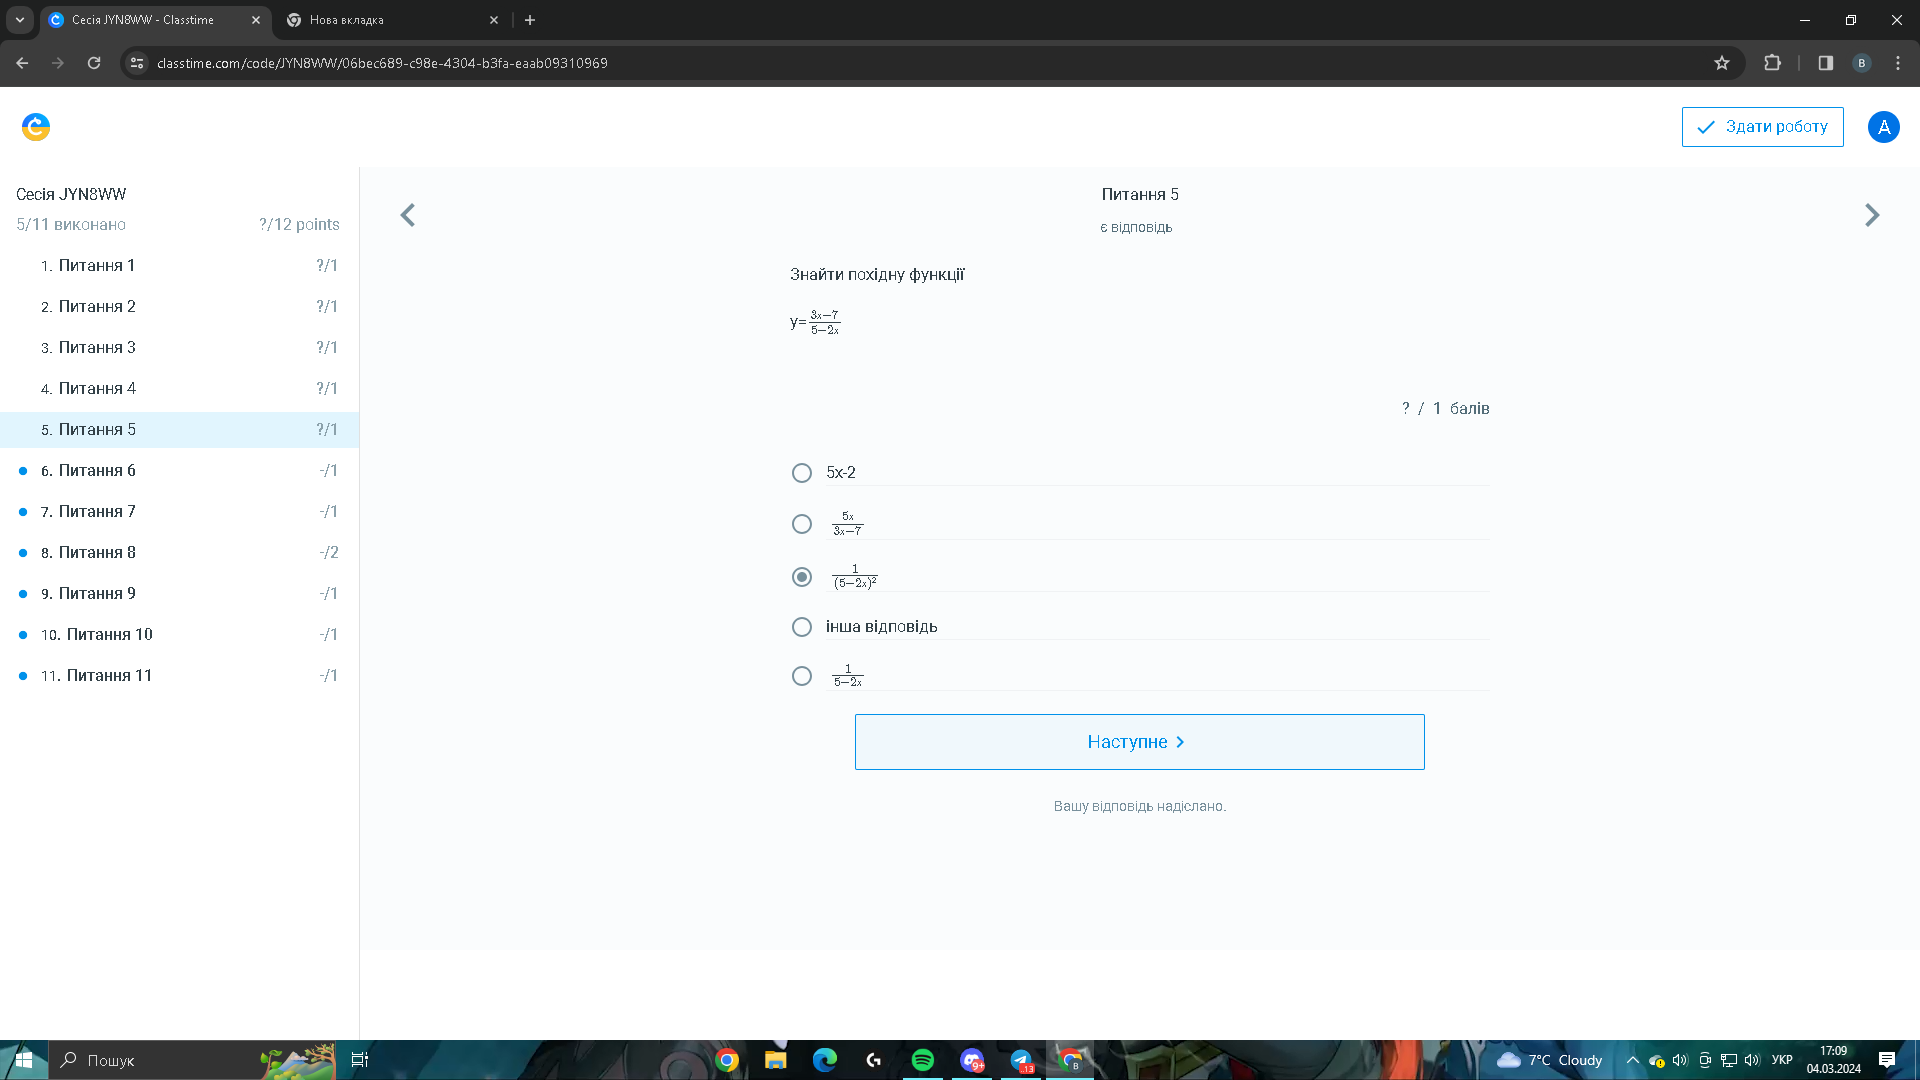 Сесія JYN8WW - Classtime
Нова вкладка
classtime.com/code/JYN8WW/06bec689-c98e-4304-b3fa-eaab09310969
B
Здати роботу
A
Сесія JYN8WW
5/11 виконано ?/12 points
1. Питання 1 ?/1
2. Питання 2 ?/1
3. Питання 3 ?/1
4. Питання 4 ?/1
5. Питання 5 ?/1
6. Питання 6 -/1
7. Питання 7 -/1
8. Питання 8 -/2
9. Питання 9 -/1
10. Питання 10 -/1
11. Питання 11 -/1
Питання 5
є відповідь
Знайти похідну функції
y=\frac{3x-7}{5-2x}
? / 1 балів
5x-2
\frac{5x}{3x-7}
\frac{1}{(5-2x)^2}
інша відповідь
\frac{1}{5-2x}
Наступне
Вашу відповідь надіслано.
Пошук
9+
13
B
7°C Cloudy
УКР
17:09
04.03.2024